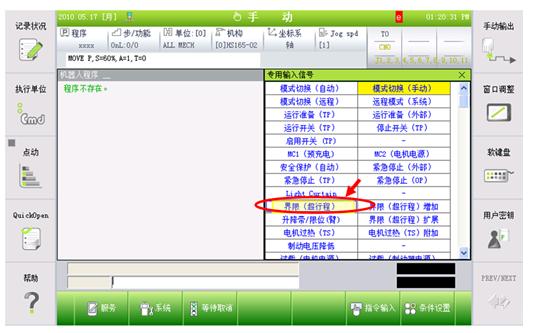 2010.05.17 [月] 手 动 e 01:20:31 PM
记录状况
执行单位
Cmd
点动
QuickOpen
帮助
程序
xxxx
步/功能
0nL:0/0
单位:[0]
ALL MECH
机构
[0]HS165-02
坐标系
轴
Jog spd
[1]
T0
MOVE P,S=60%,A=1,T=0
机器人程序
程序不存在。
专用输入信号
模式切换（自动） 模式切换（手动）
模式切换（远程） 远程模式（系统）
运行准备（TP） 运行准备（外部）
运行开关（TP） 停止开关（TP）
启用开关（TP） -
MC1（预充电） MC2（电机电源）
安全保护（自动） 紧急停止（外部）
紧急停止（TP） 紧急停止（OP）
Light Curtain -
界限（超行程） 界限（超行程）增加
升降带/限位(臂) 界限（超行程）扩展
电机过热（TS） 电机过热（TS）附加
制动电压降低 -
过载（电机电源） 过载（制动器电源）
服务 系统 等待取消 指令输入 条件设置
手动输出
窗口调整
软键盘
用户密钥
PREV/NEXT